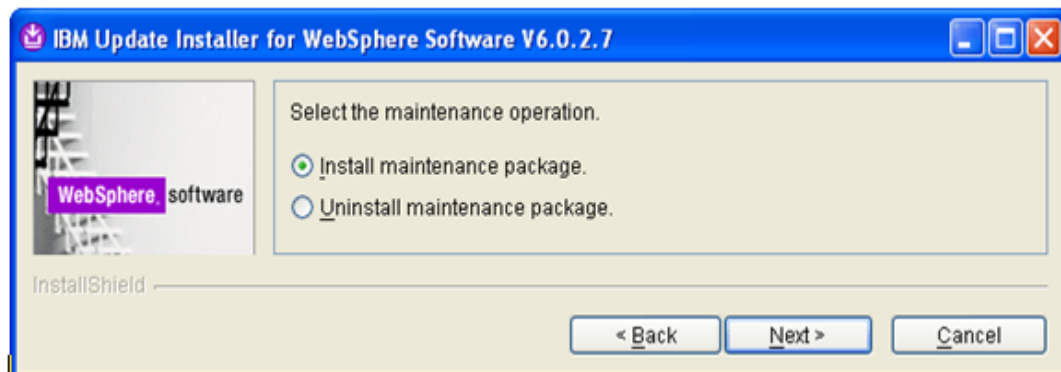 IBM Update Installer for WebSphere Software V6.0.2.7
Select the maintenance operation.
Install maintenance package.
Uninstall maintenance package.
WebSphere. software
InstallShield
< Back
Next >
Cancel